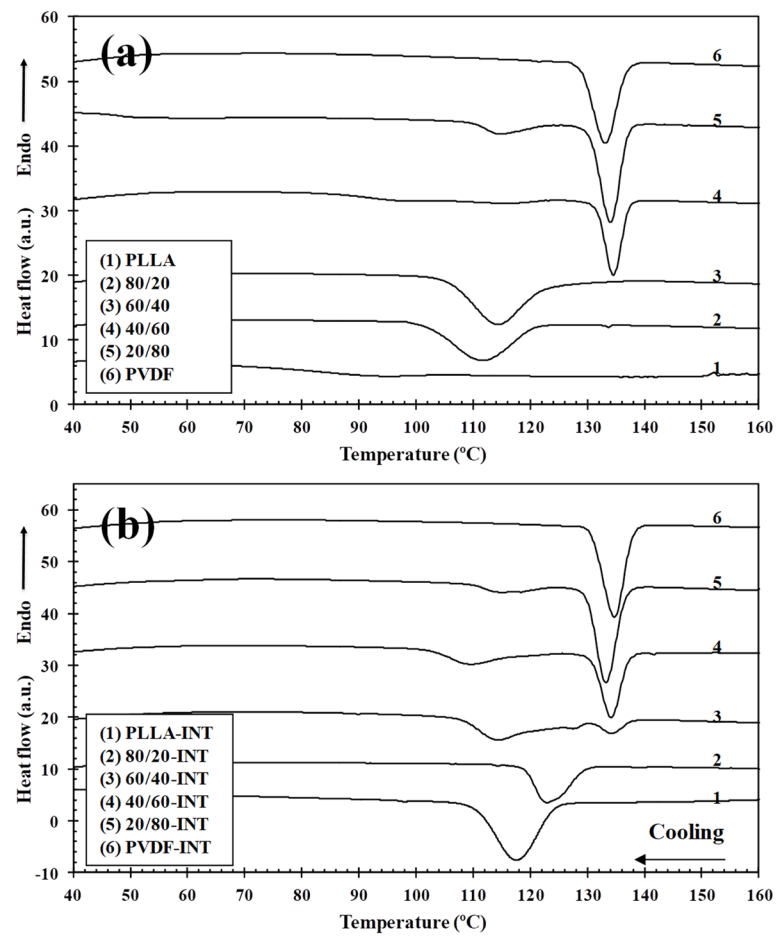 60
50
40
30
20
10
0
Heat flow (a.u.)
Endo
(a)
6
5
4
3
2
1
(1) PLLA
(2) 80/20
(3) 60/40
(4) 40/60
(5) 20/80
(6) PVDF
40 50 60 70 80 90 100 110 120 130 140 150 160
Temperature (ºC)
60
50
40
30
20
10
0
-10
Heat flow (a.u.)
Endo
(b)
6
5
4
3
2
1
(1) PLLA-INT
(2) 80/20-INT
(3) 60/40-INT
(4) 40/60-INT
(5) 20/80-INT
(6) PVDF-INT
Cooling
40 50 60 70 80 90 100 110 120 130 140 150 160
Temperature (ºC)